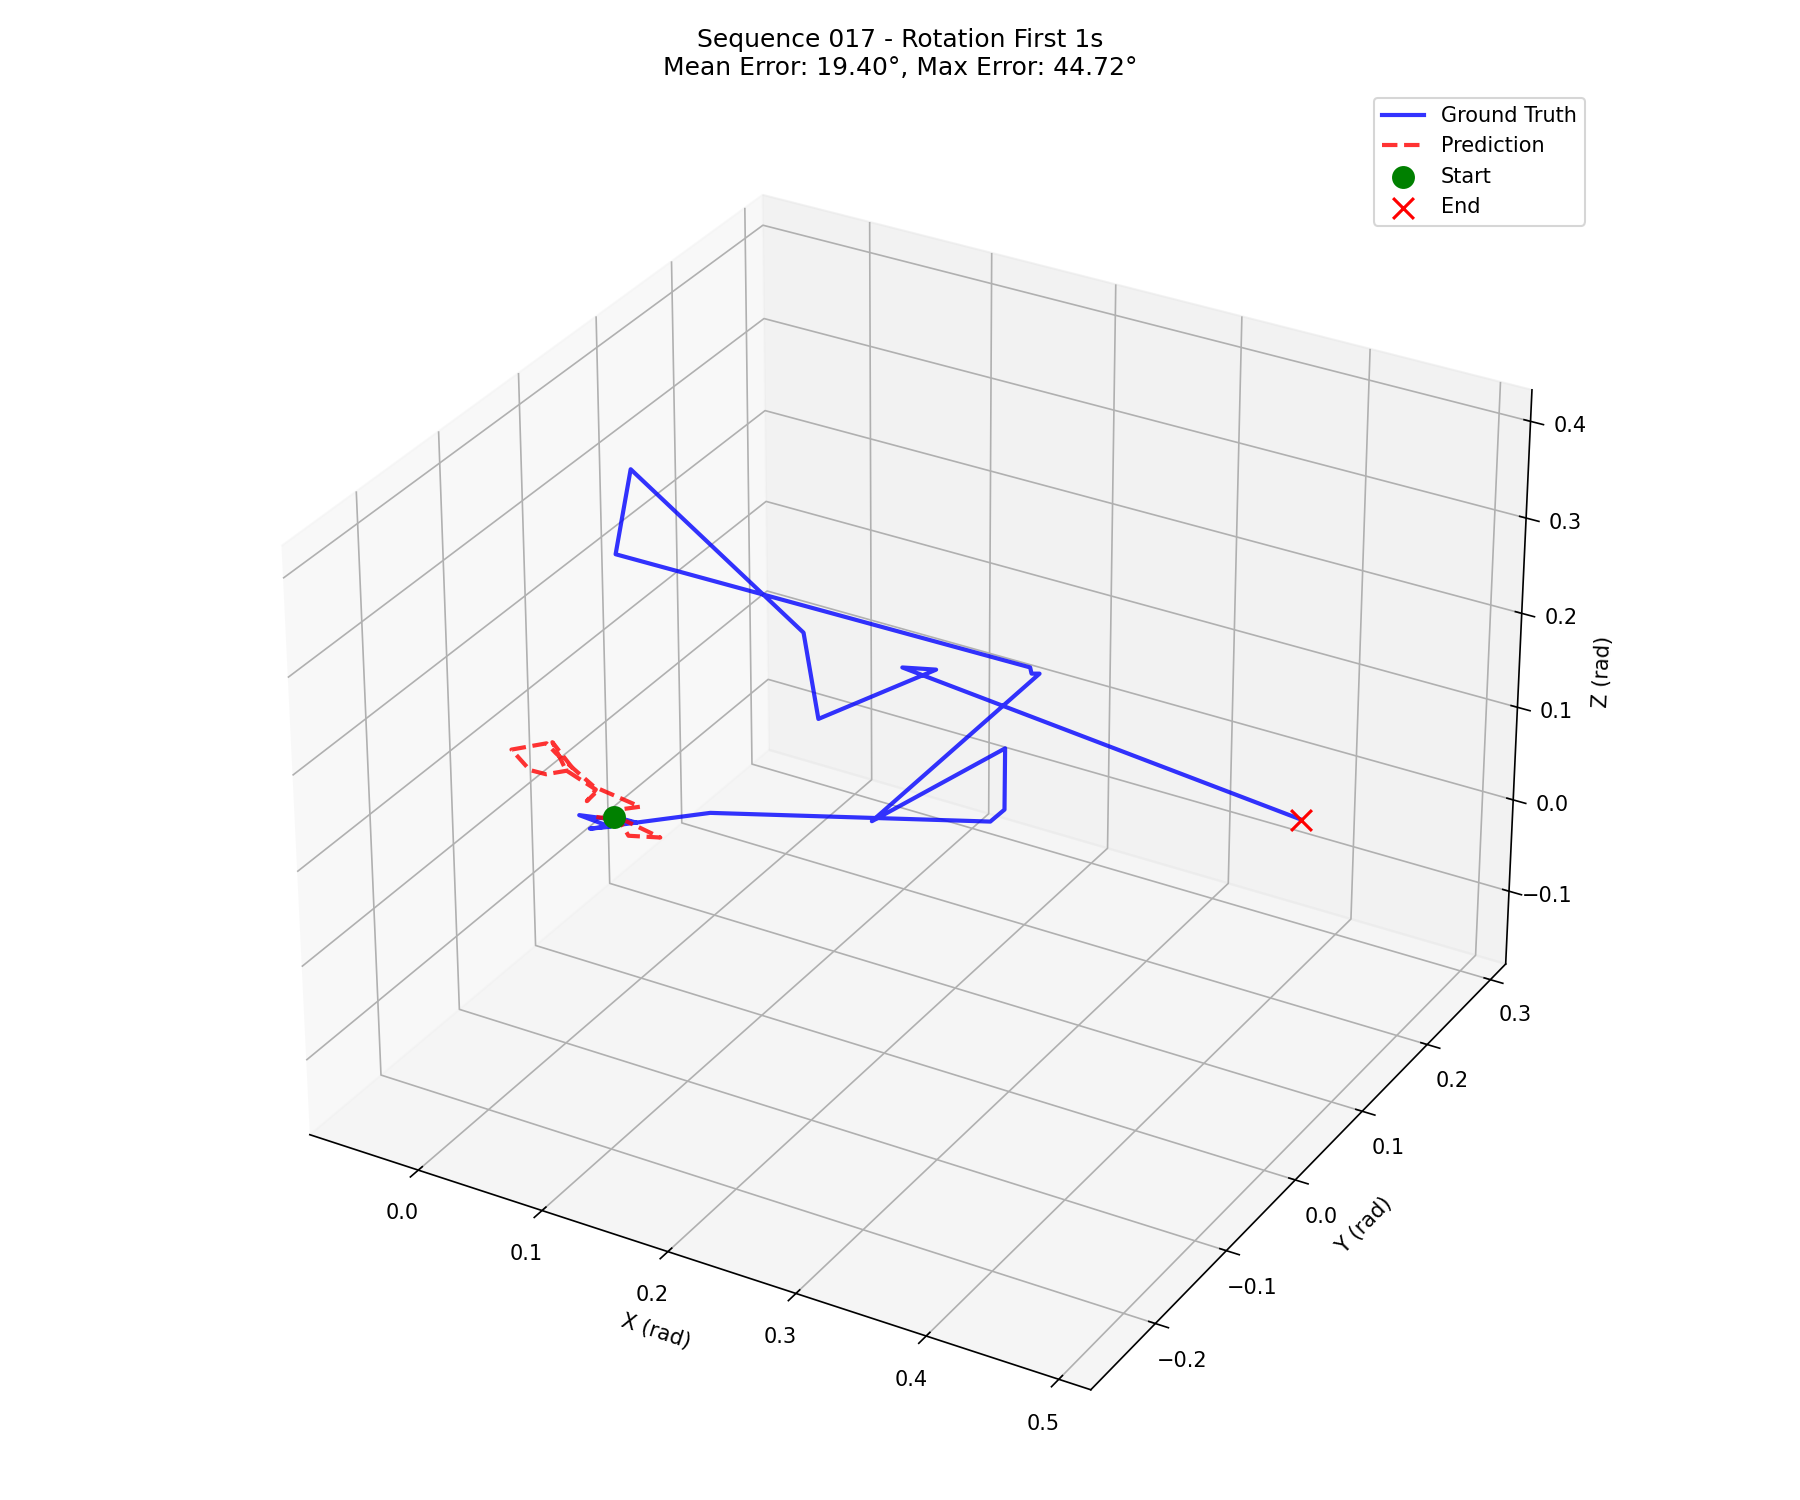 Sequence 017 - Rotation First 1s
Mean Error: 19.40°, Max Error: 44.72°
Ground Truth
Prediction
Start
End
0.4
0.3
0.2
0.1
0.0
−0.1
Z (rad)
0.3
0.2
0.1
0.0
−0.1
−0.2
Y (rad)
0.0
0.1
0.2
0.3
0.4
0.5
X (rad)